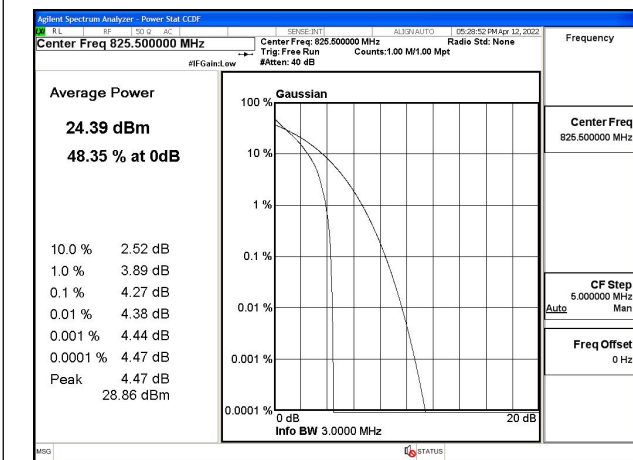 Agilent Spectrum Analyzer - Power Stat CCDF
RL RF 50 Ω AC SENSE:INT ALIGN AUTO 05:28:52 PM Apr 12, 2022
Center Freq 825.500000 MHz
Center Freq: 825.500000 MHz Radio Std: None
Trig: Free Run Counts:1.00 M/1.00 Mpt
#IFGain:Low #Atten: 40 dB
Frequency
Average Power
24.39 dBm
48.35 % at 0dB
10.0 % 2.52 dB
1.0 % 3.89 dB
0.1 % 4.27 dB
0.01 % 4.38 dB
0.001 % 4.44 dB
0.0001 % 4.47 dB
Peak 4.47 dB
28.86 dBm
Gaussian
100 %
10 %
1 %
0.1 %
0.01 %
0.001 %
0.0001 %
0 dB 20 dB
Info BW 3.0000 MHz
Center Freq
825.500000 MHz
CF Step
5.000000 MHz
Auto Man
Freq Offset
0 Hz
MSG STATUS